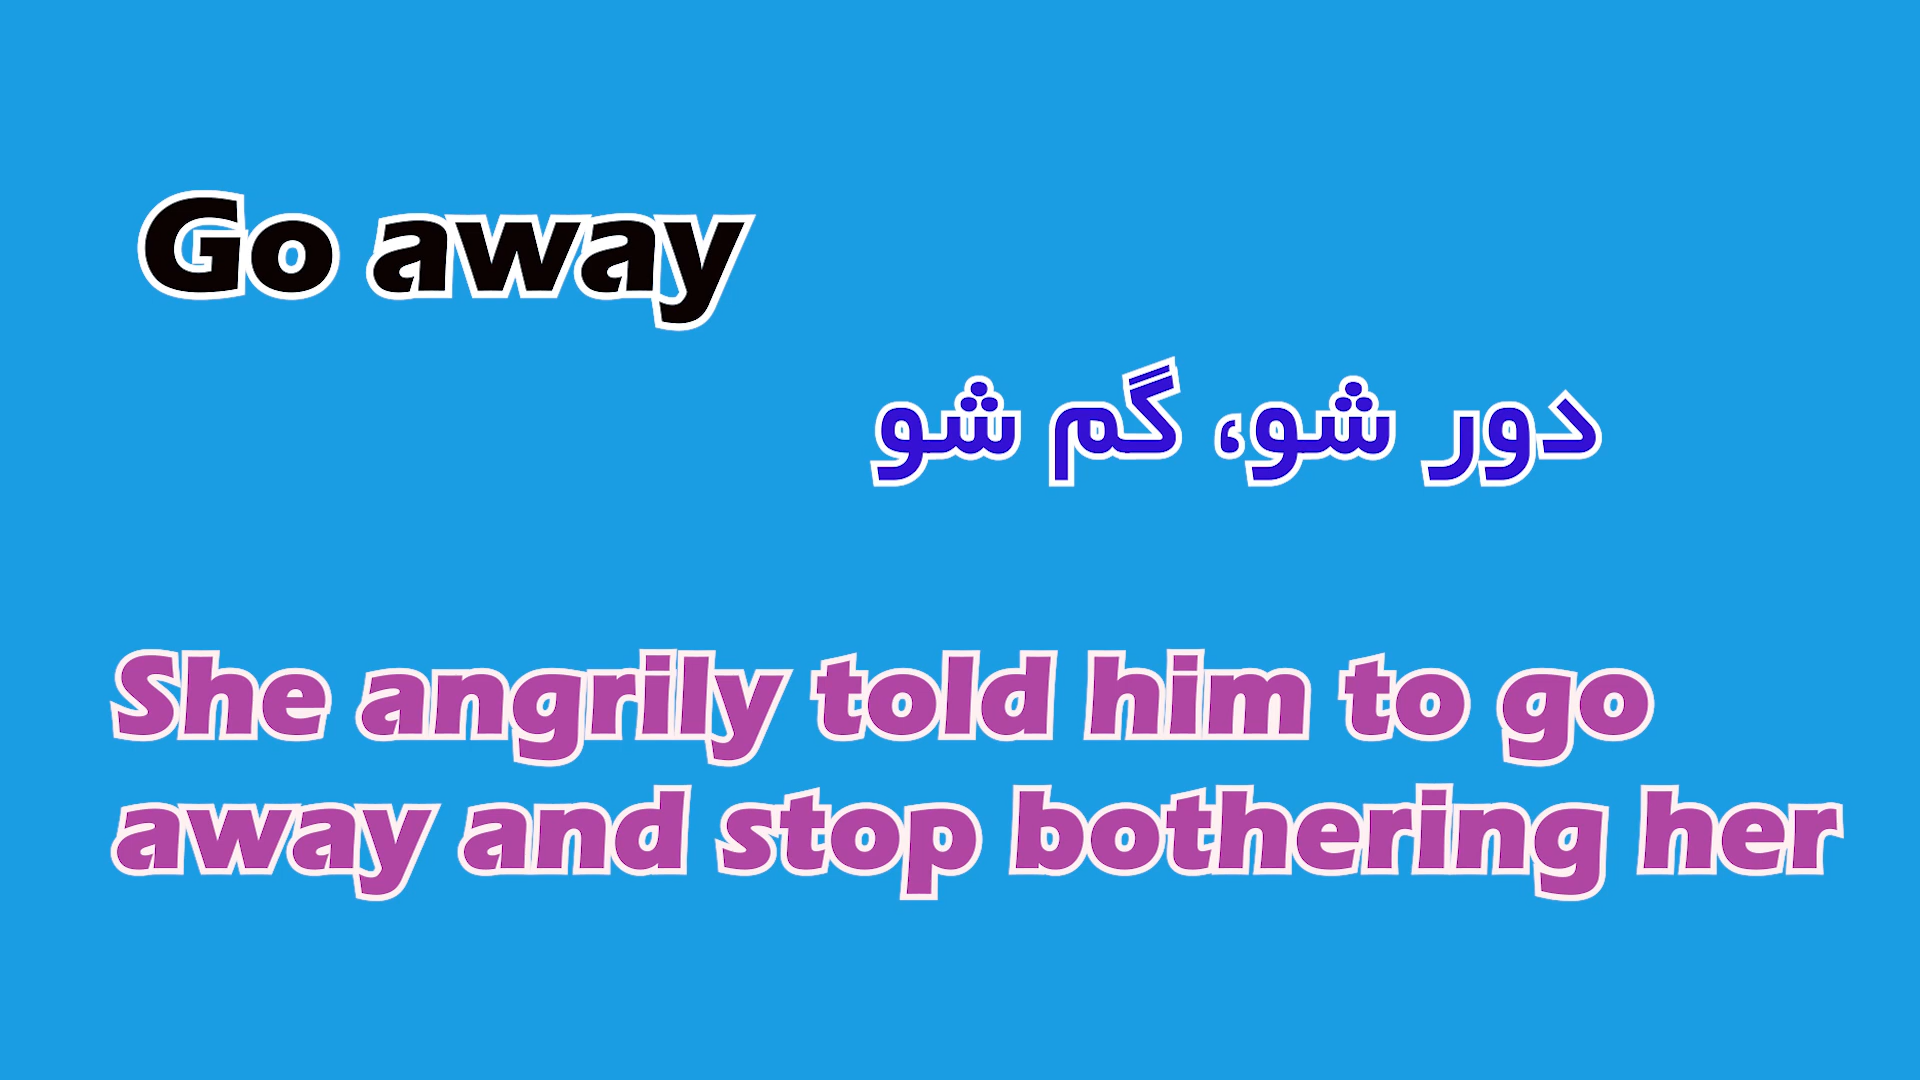 Go away
دور شو، گم شو
She angrily told him to go
away and stop bothering her